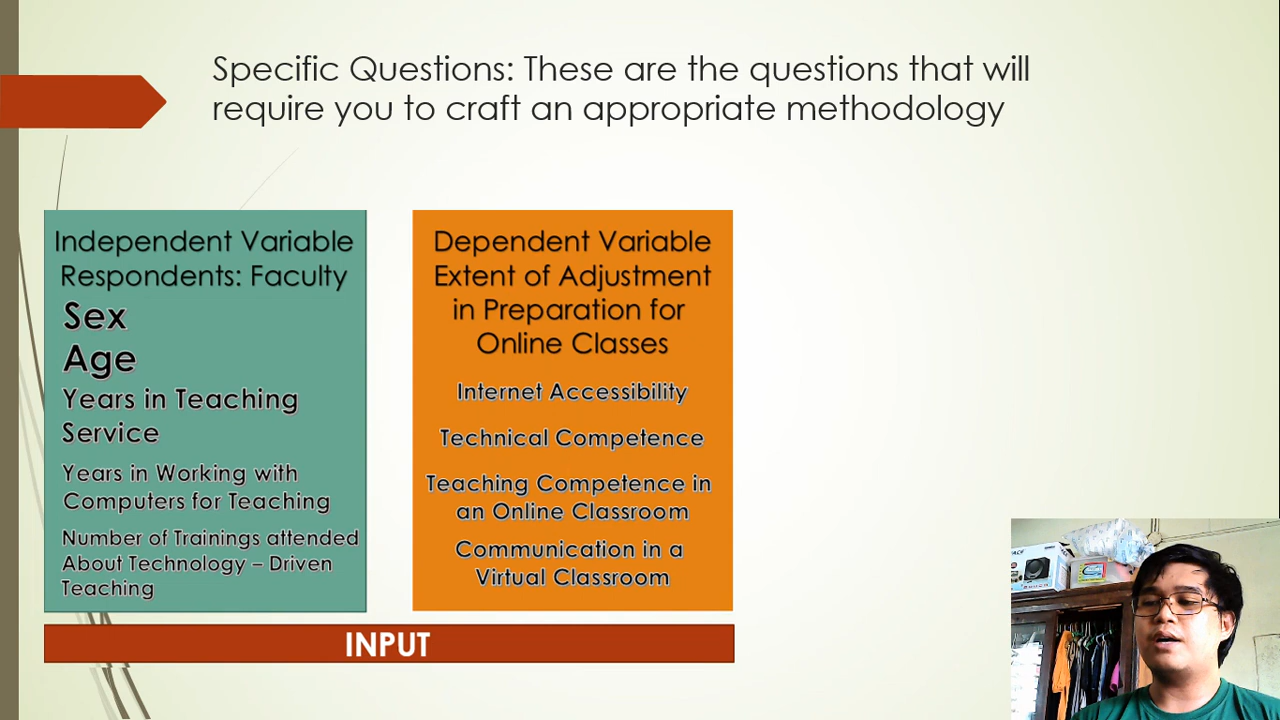 Specific Questions: These are the questions that will
require you to craft an appropriate methodology
Independent Variable
Respondents: Faculty
Sex
Age
Years in Teaching
Service
Years in Working with
Computers for Teaching
Number of Trainings attended
About Technology – Driven
Teaching
Dependent Variable
Extent of Adjustment
in Preparation for
Online Classes
Internet Accessibility
Technical Competence
Teaching Competence in
an Online Classroom
Communication in a
Virtual Classroom
INPUT